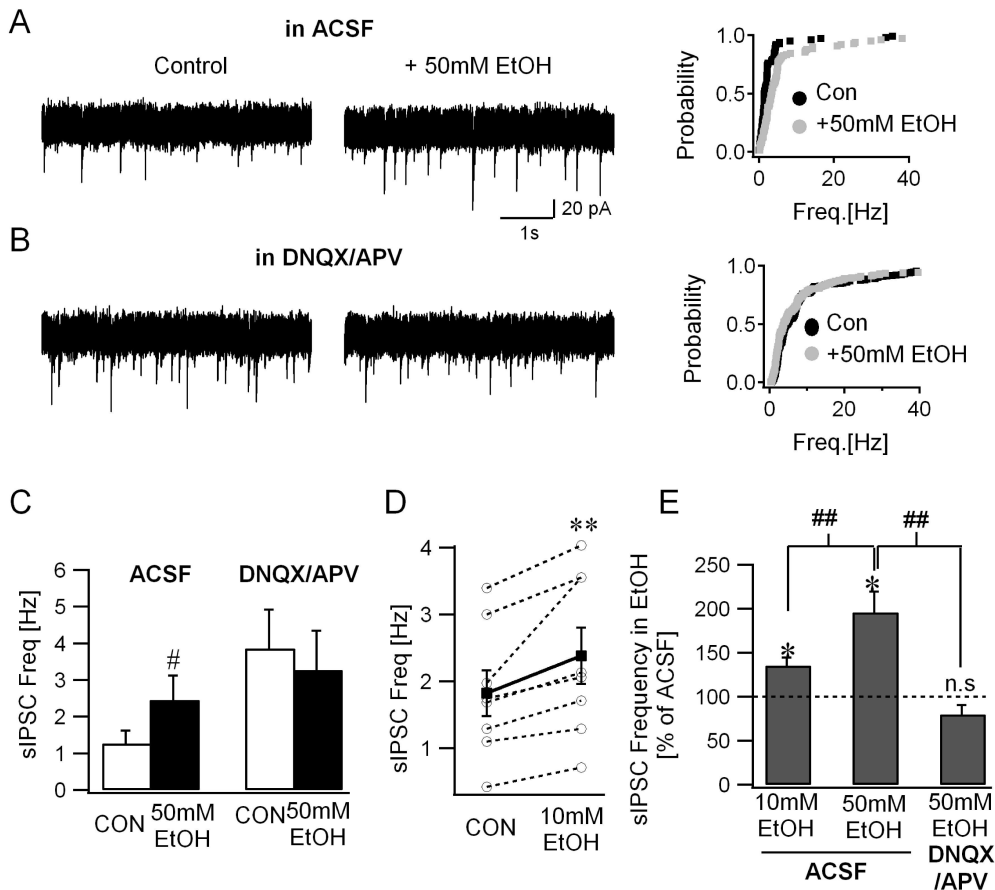 A
in ACSF
Control
+ 50mM EtOH
20 pA
1s
Probability
1.0
0.5
0.0
Con
+50mM EtOH
0 20 40
Freq.[Hz]
B
in DNQX/APV
Probability
1.0
0.5
0.0
Con
+50mM EtOH
0 20 40
Freq.[Hz]
C
sIPSC Freq [Hz]
6
5
4
3
2
1
0
ACSF
DNQX/APV
#
CON
50mM
EtOH
CON
50mM
EtOH
D
sIPSC Freq [Hz]
4
3
2
1
**
CON
10mM
EtOH
E
sIPSC Frequency in EtOH
[% of ACSF]
250
200
150
100
50
0
##
##
*
*
n.s
10mM
EtOH
50mM
EtOH
50mM
EtOH
ACSF
DNQX
/APV